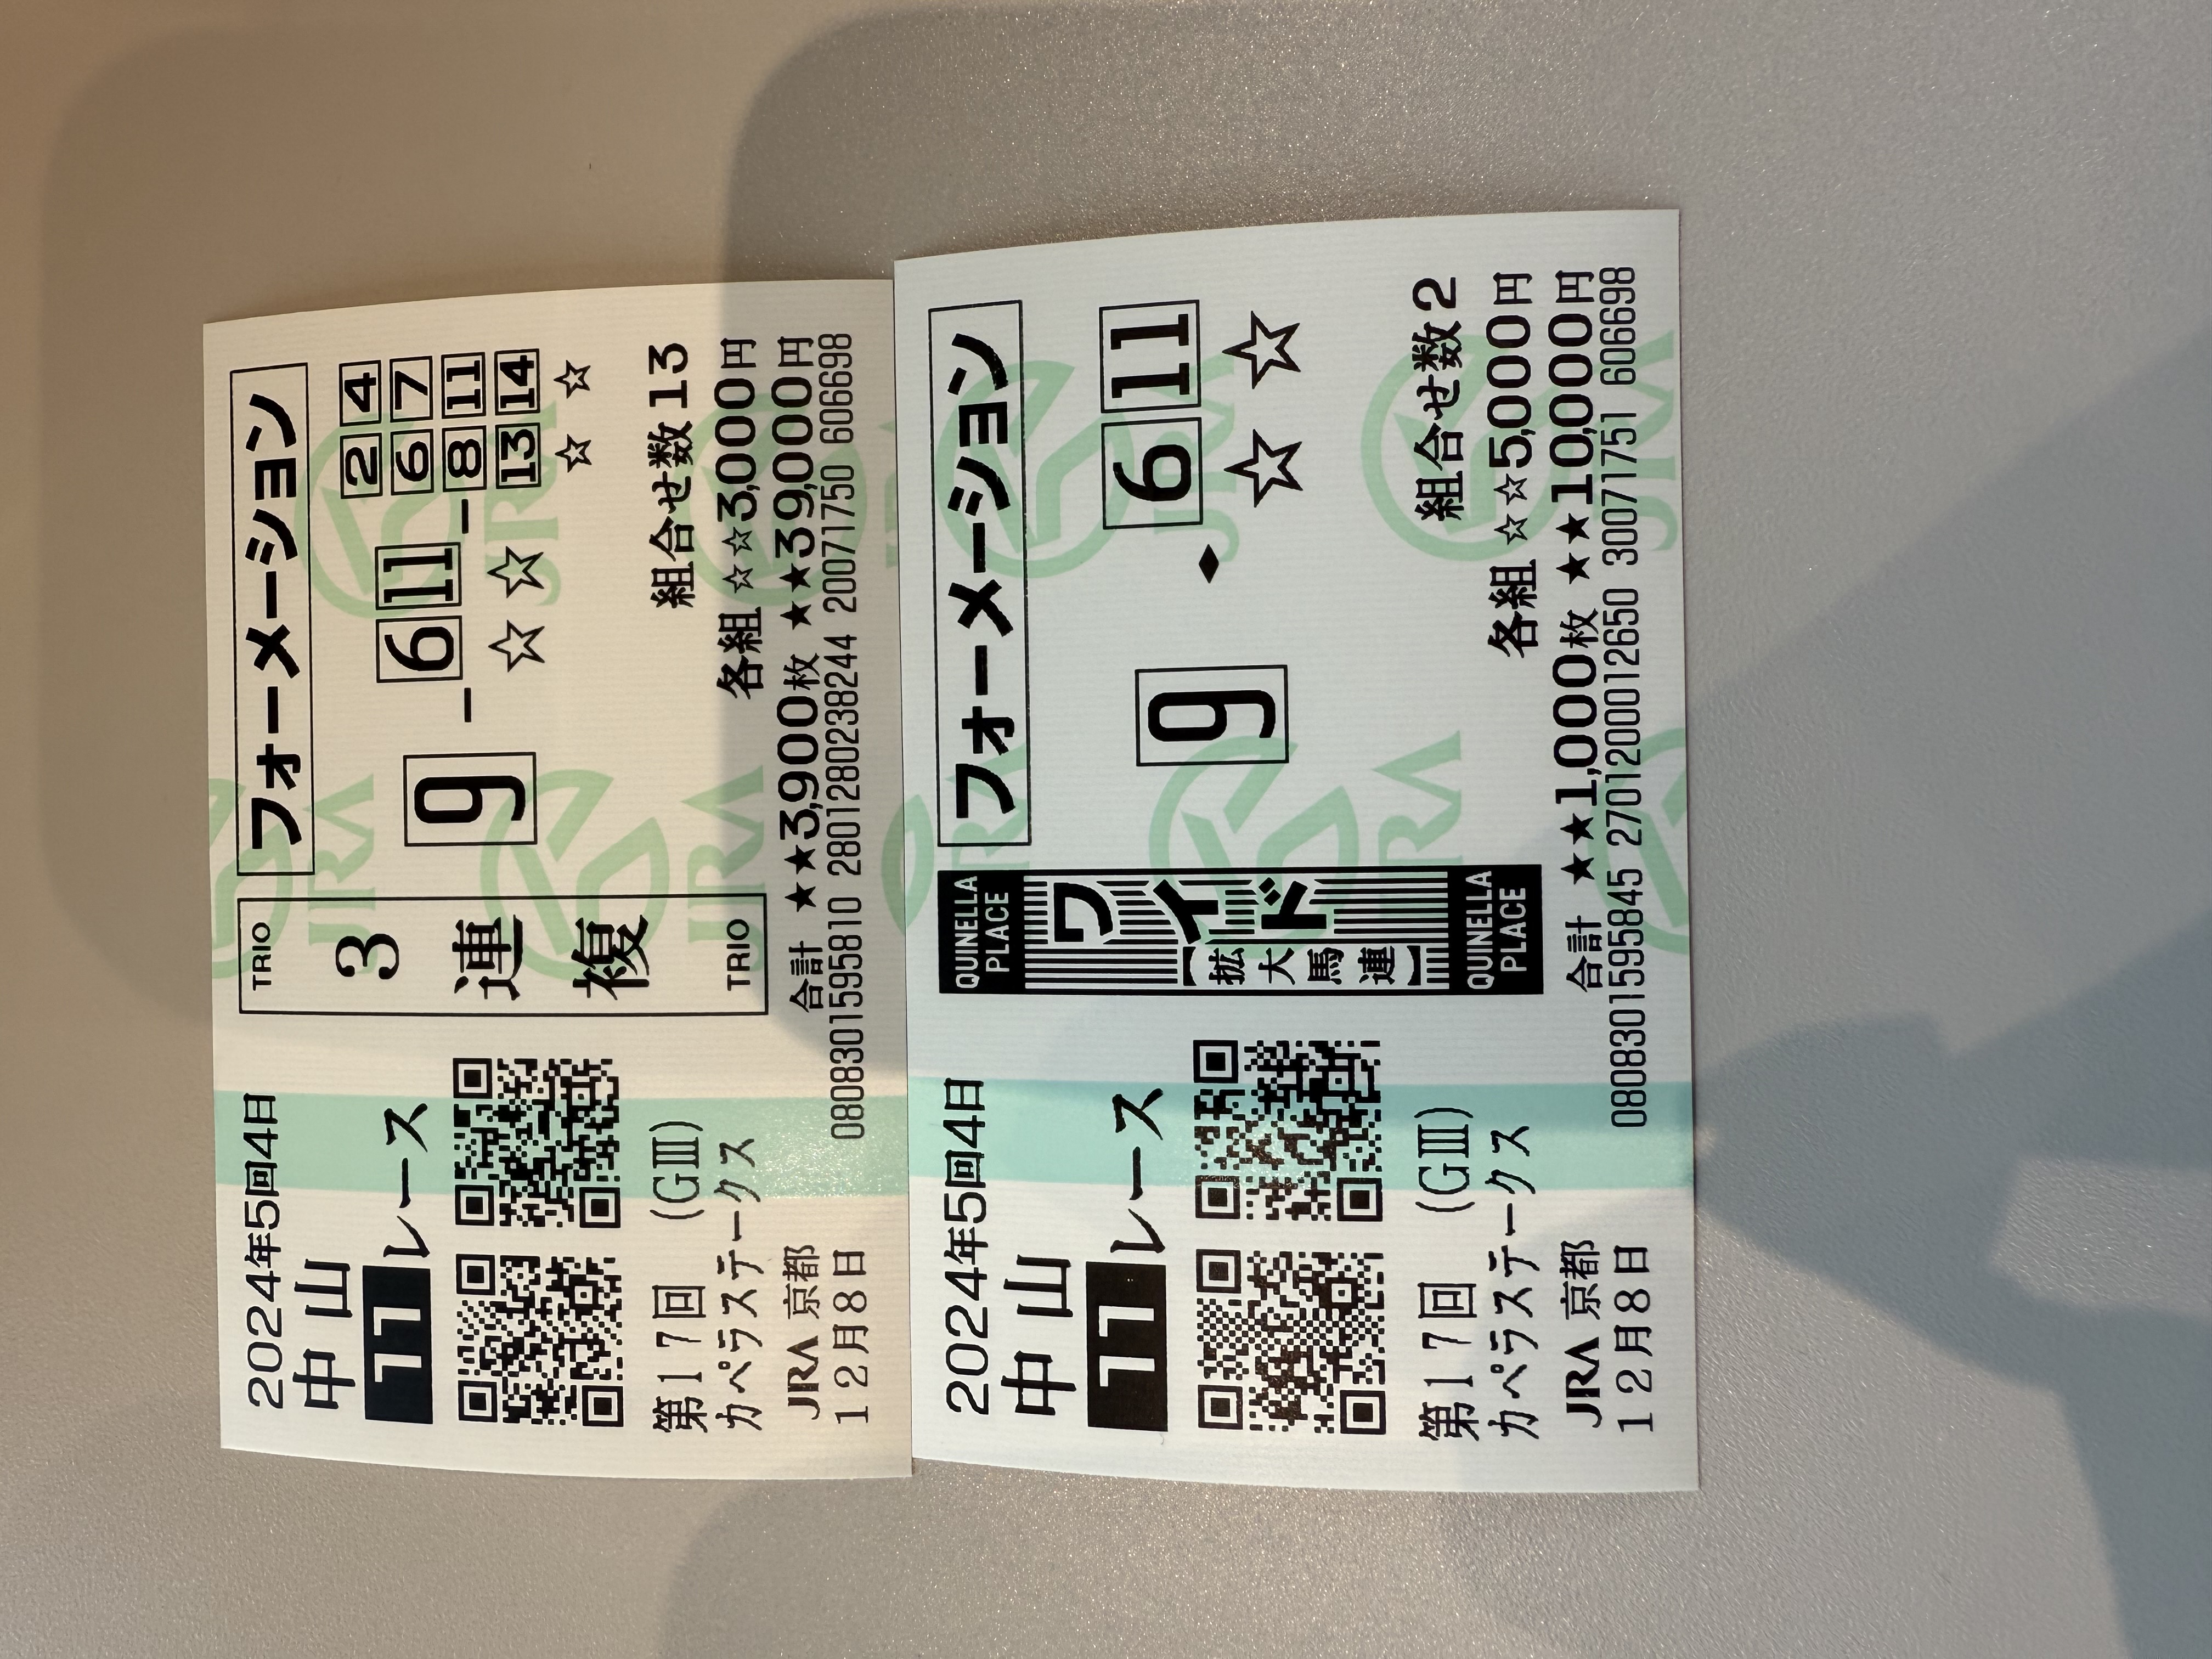 2024年5回4日
中山
11レース
第17回 (GⅢ)
カペラステークス
JRA 京都
12月8日
TRIO
3連複
TRIO
フォーメーション
9 - 6 11 - 2 4
6 7
8 11
13 14
☆ ☆ ☆ ☆
組合せ数 13
各組 ☆☆3,000円
合計 ★★3,900枚 ★★39,000円
0808301595810 2801280238244 20071750 606698
2024年5回4日
中山
11レース
第17回 (GⅢ)
カペラステークス
JRA 京都
12月8日
QUINELLA PLACE
ワイド
【拡大馬連】
QUINELLA PLACE
フォーメーション
9 ◆ 6 11
☆ ☆
組合せ数 2
各組 ☆☆5,000円
合計 ★★1,000枚 ★★10,000円
0808301595845 2701200012650 30071751 606698